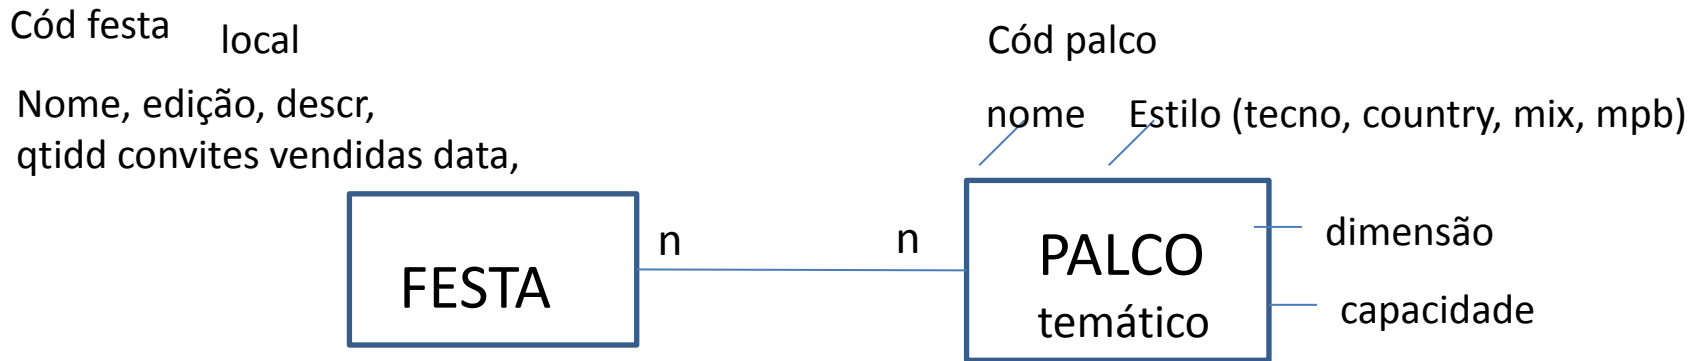 Cód festa
local
Nome, edição, descr,
qtidd convites vendidas data,
FESTA
n
n
Cód palco
nome
Estilo (tecno, country, mix, mpb)
PALCO
temático
dimensão
capacidade